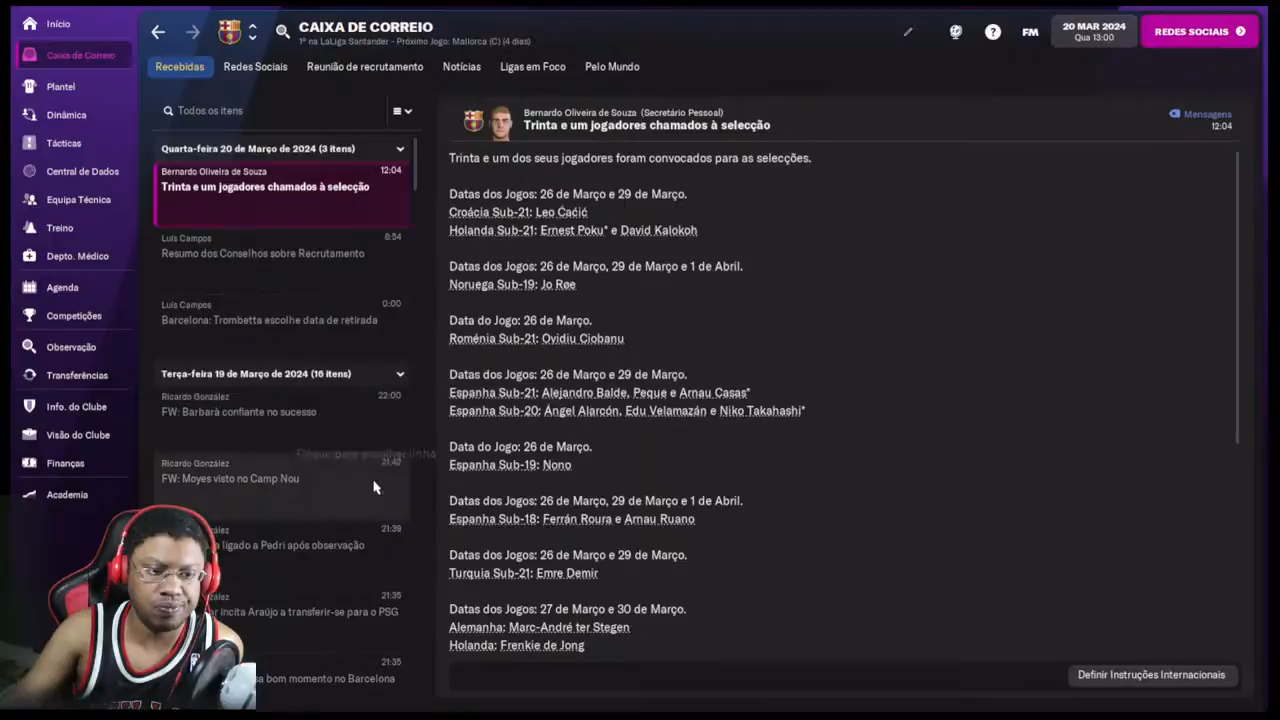 Início
Caixa de Correio
Plantel
Dinâmica
Tácticas
Central de Dados
Equipa Técnica
Treino
Depto. Médico
Agenda
Competições
Observação
Transferências
Info. do Clube
Visão do Clube
Finanças
Academia
CAIXA DE CORREIO
1º na LaLiga Santander - Próximo Jogo: Mallorca (C) (4 dias)
FM
20 MAR 2024
Qua 13:00
REDES SOCIAIS
Recebidas
Redes Sociais
Reunião de recrutamento
Notícias
Ligas em Foco
Pelo Mundo
Todos os itens
Quarta-feira 20 de Março de 2024 (3 itens)
Bernardo Oliveira de Souza 12:04
Trinta e um jogadores chamados à selecção
Luís Campos 8:54
Resumo dos Conselhos sobre Recrutamento
Luís Campos 0:00
Barcelona: Trombetta escolhe data de retirada
Terça-feira 19 de Março de 2024 (16 itens)
Ricardo González 22:00
FW: Barbarà confiante no sucesso
Ricardo González 21:42
FW: Moyes visto no Camp Nou
zález 21:39
a ligado a Pedri após observação
zález 21:35
ar incita Araújo a transferir-se para o PSG
21:35
sa bom momento no Barcelona
Bernardo Oliveira de Souza (Secretário Pessoal)
Trinta e um jogadores chamados à selecção
Mensagens
12:04
Trinta e um dos seus jogadores foram convocados para as selecções.
Datas dos Jogos: 26 de Março e 29 de Março.
Croácia Sub-21: Leo Ćaćić
Holanda Sub-21: Ernest Poku* e David Kalokoh
Datas dos Jogos: 26 de Março, 29 de Março e 1 de Abril.
Noruega Sub-19: Jo Røe
Data do Jogo: 26 de Março.
Roménia Sub-21: Ovidiu Ciobanu
Datas dos Jogos: 26 de Março e 29 de Março.
Espanha Sub-21: Alejandro Balde, Peque e Arnau Casas*
Espanha Sub-20: Ángel Alarcón, Edu Velamazán e Niko Takahashi*
Data do Jogo: 26 de Março.
Espanha Sub-19: Nono
Datas dos Jogos: 26 de Março, 29 de Março e 1 de Abril.
Espanha Sub-18: Ferrán Roura e Arnau Ruano
Datas dos Jogos: 26 de Março e 29 de Março.
Turquia Sub-21: Emre Demir
Datas dos Jogos: 27 de Março e 30 de Março.
Alemanha: Marc-André ter Stegen
Holanda: Frenkie de Jong
Definir Instruções Internacionais